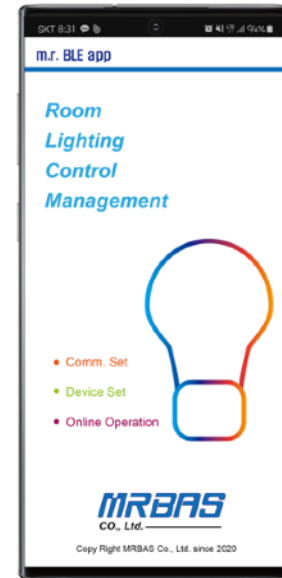 SKT 8:31
94%
m.r. BLE app
Room
Lighting
Control
Management
• Comm. Set
• Device Set
• Online Operation
MRBAS
CO., Ltd.
Copy Right MRBAS Co., Ltd. since 2020